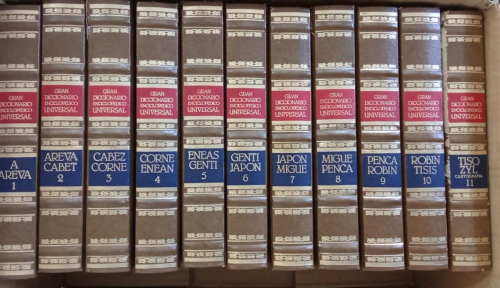 GRAN
DICCIONARIO
ENCICLOPEDICO
UNIVERSAL
A
AREVA
1
GRAN
DICCIONARIO
ENCICLOPEDICO
UNIVERSAL
AREVA
CABET
2
GRAN
DICCIONARIO
ENCICLOPEDICO
UNIVERSAL
CABEZ
CORNE
3
GRAN
DICCIONARIO
ENCICLOPEDICO
UNIVERSAL
CORNE
ENEAN
4
GRAN
DICCIONARIO
ENCICLOPEDICO
UNIVERSAL
ENEAS
GENTI
5
GRAN
DICCIONARIO
ENCICLOPEDICO
UNIVERSAL
GENTI
JAPON
6
GRAN
DICCIONARIO
ENCICLOPEDICO
UNIVERSAL
JAPON
MIGUE
7
GRAN
DICCIONARIO
ENCICLOPEDICO
UNIVERSAL
MIGUE
PENCA
8
GRAN
DICCIONARIO
ENCICLOPEDICO
UNIVERSAL
PENCA
ROBIN
9
GRAN
DICCIONARIO
ENCICLOPEDICO
UNIVERSAL
ROBIN
TISIS
10
GRAN
DICCIONARIO
ENCICLOPEDICO
UNIVERSAL
TISO
ZYL
CARTOGRAFIA
11